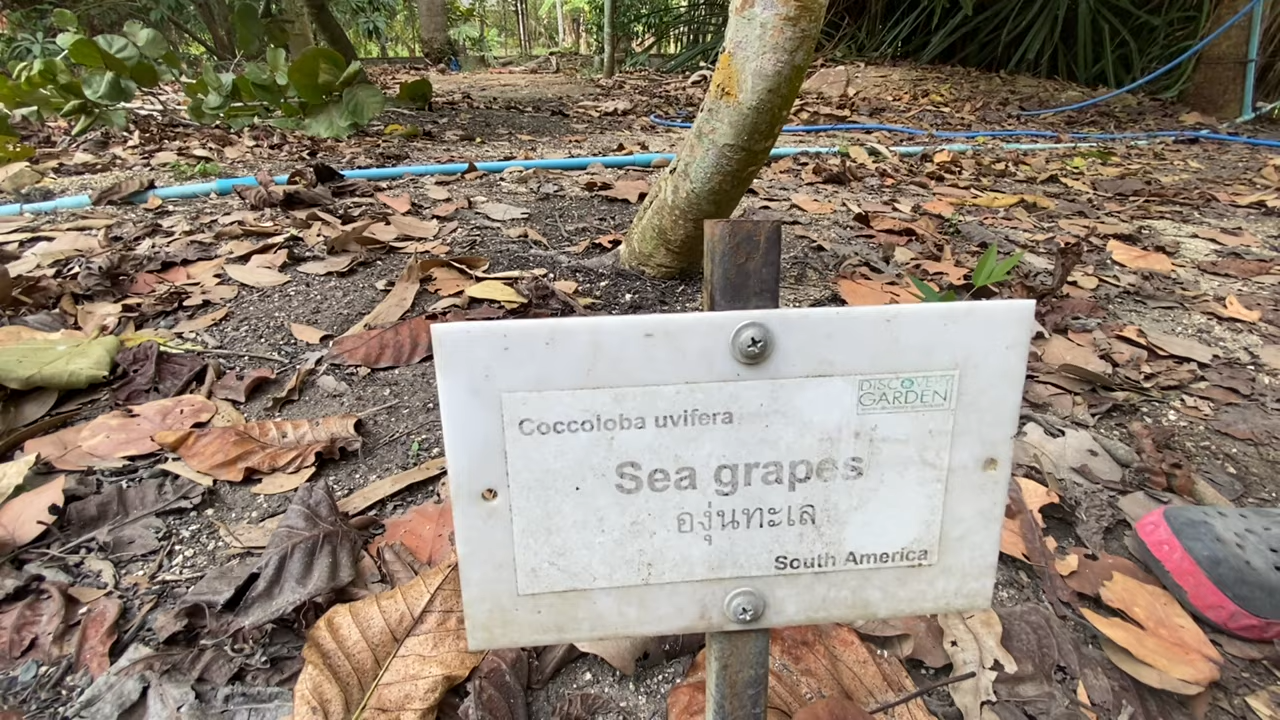 DISCOVERY
GARDEN
Coccoloba uvifera
Sea grapes
องุ่นทะเล
South America